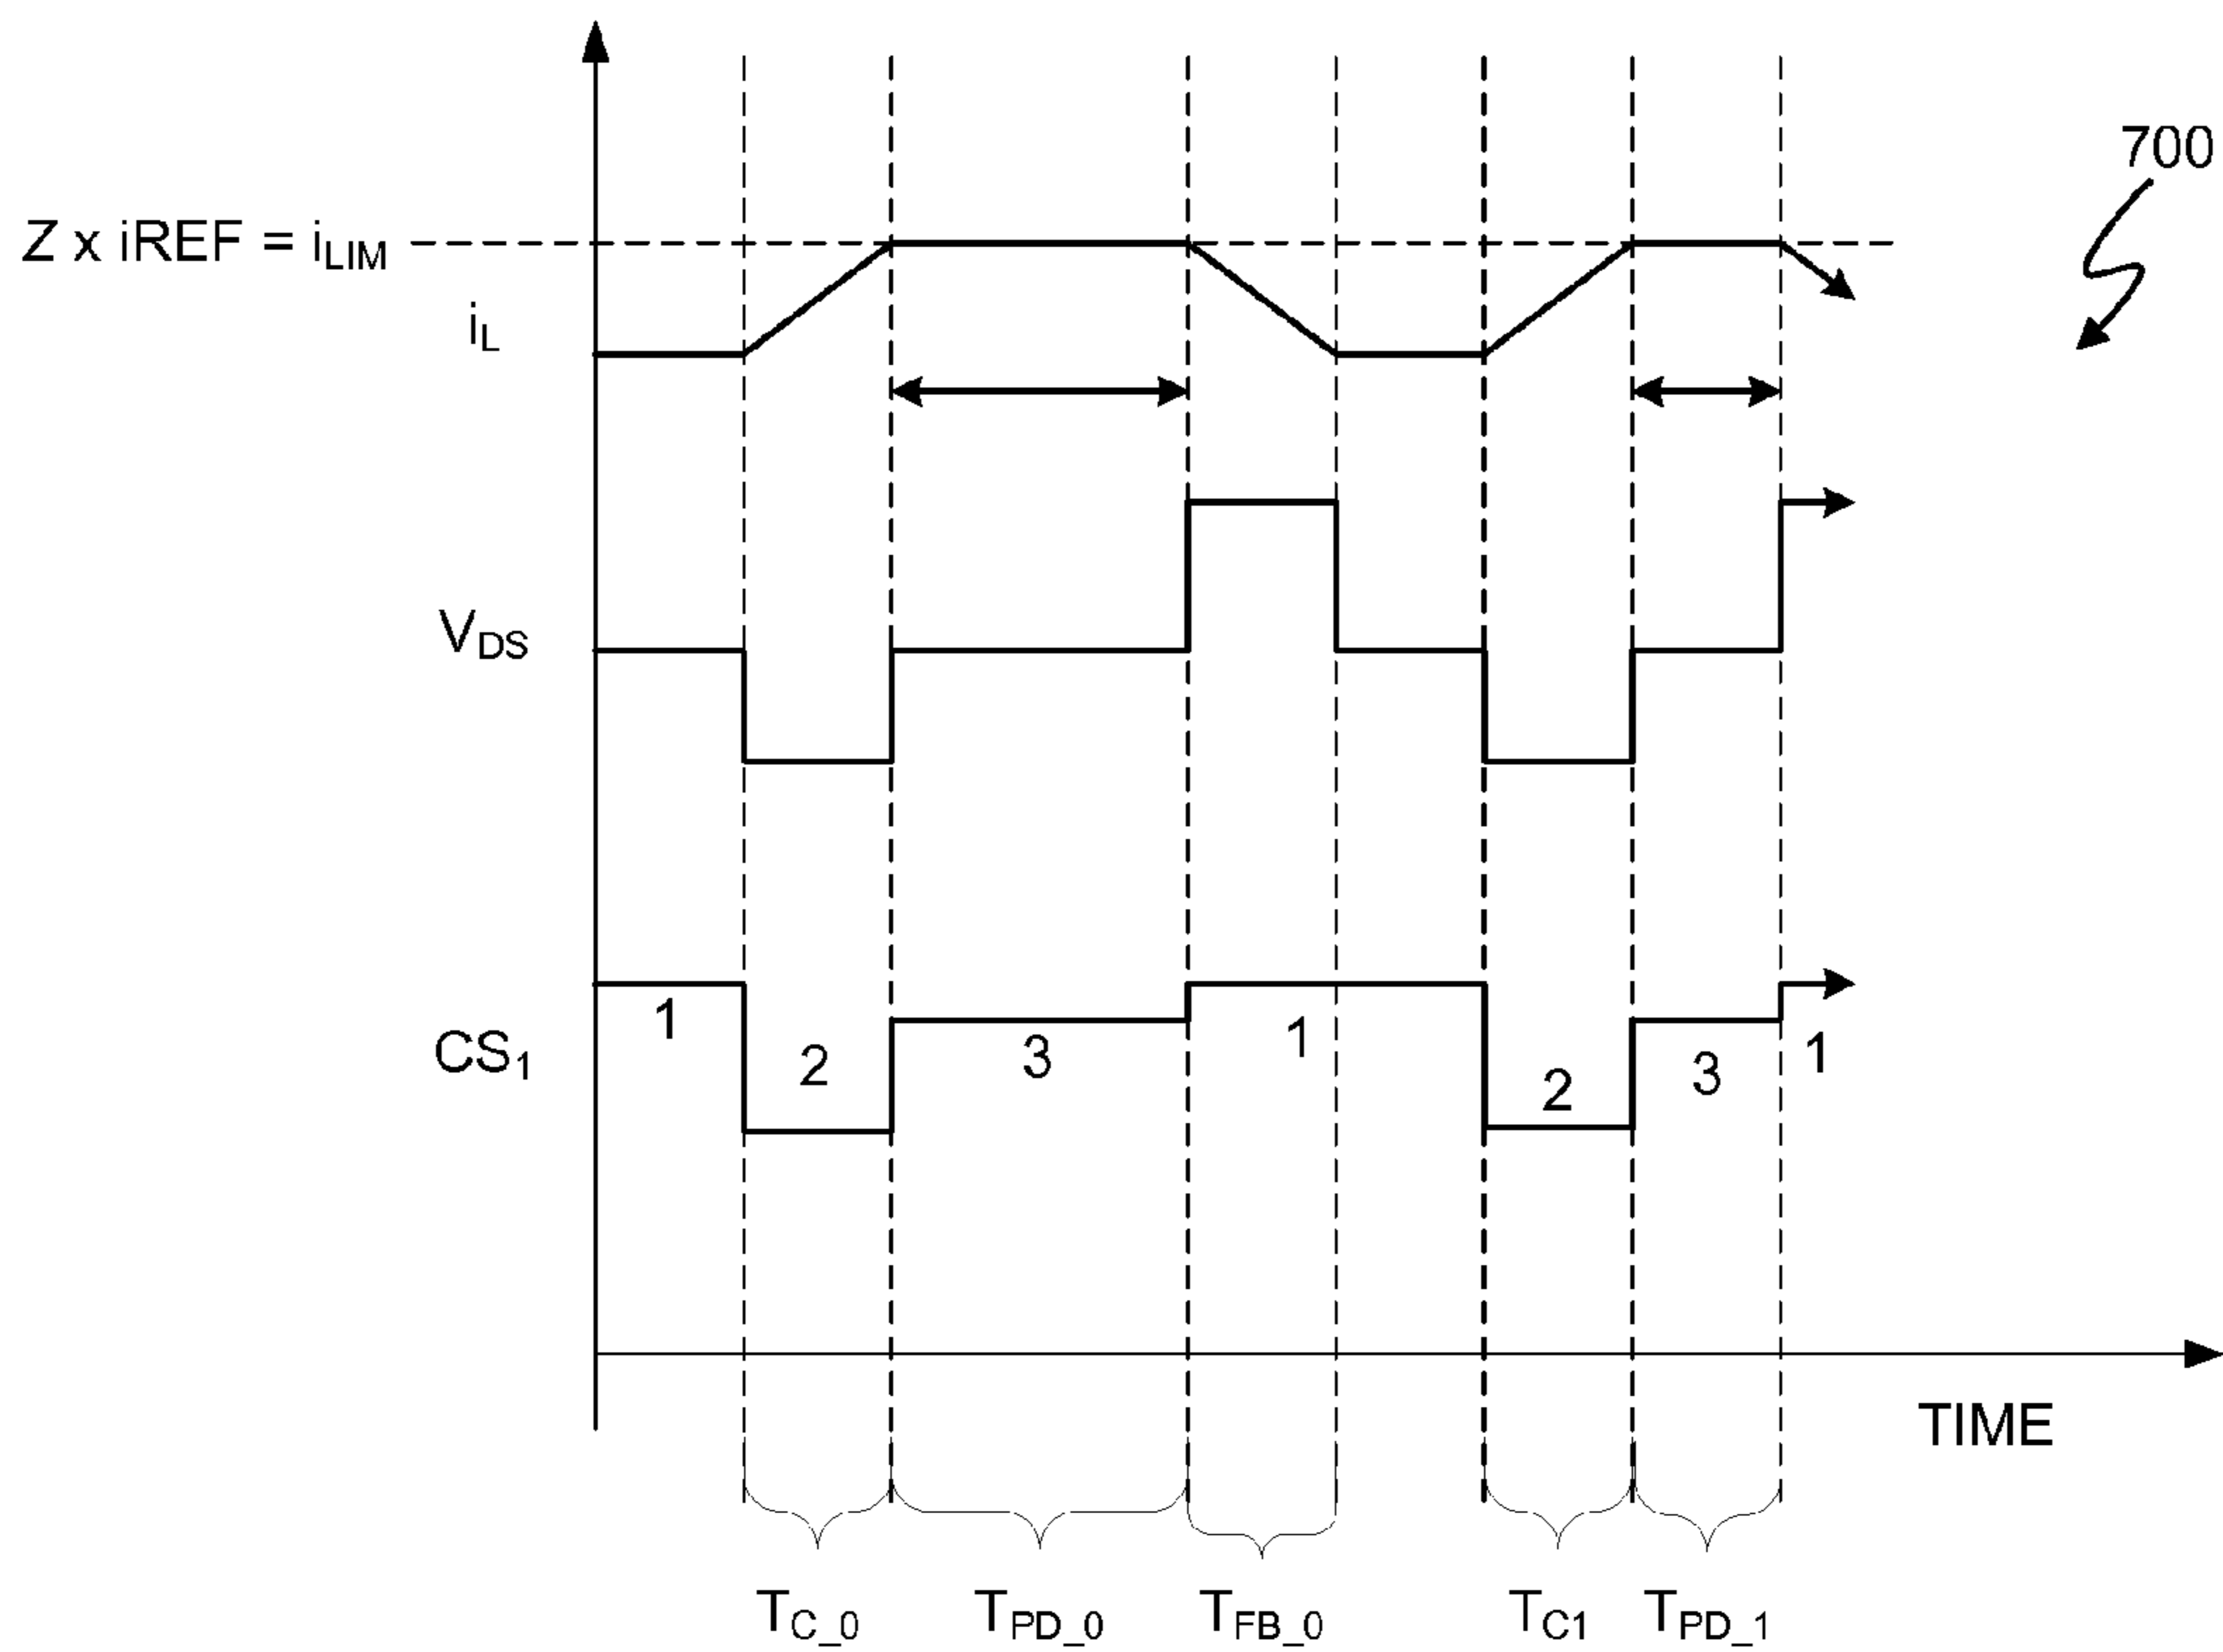 700
Z x iREF = iLIM
iL
VDS
CS1
1
2
3
1
2
3
1
TIME
TC_0
TPD_0
TFB_0
TC1
TPD_1